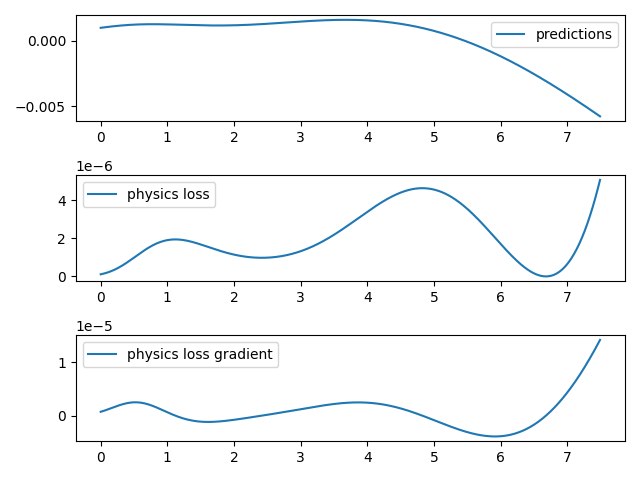 0.000
−0.005
predictions
0 1 2 3 4 5 6 7
1e−6
4
2
0
physics loss
0 1 2 3 4 5 6 7
1e−5
1
0
physics loss gradient
0 1 2 3 4 5 6 7